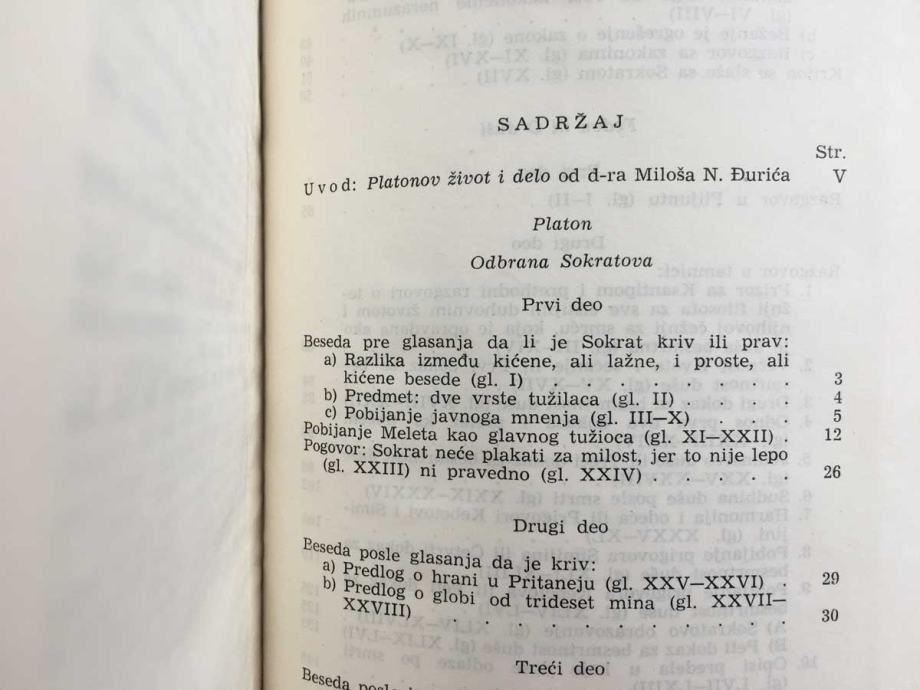 SADRŽAJ
Str.
Uvod: Platonov život i delo od d-ra Miloša N. Đurića V
Platon
Odbrana Sokratova
Prvi deo
Beseda pre glasanja da li je Sokrat kriv ili prav:
a) Razlika između kićene, ali lažne, i proste, ali
kićene besede (gl. I) . . . . . . . 3
b) Predmet: dve vrste tužilaca (gl. II) . . . . 4
c) Pobijanje javnoga mnenja (gl. III—X) . . . . 5
Pobijanje Meleta kao glavnog tužioca (gl. XI—XXII) . 12
Pogovor: Sokrat neće plakati za milost, jer to nije lepo
(gl. XXIII) ni pravedno (gl. XXIV) . . . . . 26
Drugi deo
Beseda posle glasanja da je kriv:
a) Predlog o hrani u Pritaneju (gl. XXV—XXVI) . 29
b) Predlog o globi od trideset mina (gl. XXVII—
XXVIII) . . . . . . . . . . 30
Treći deo
Beseda